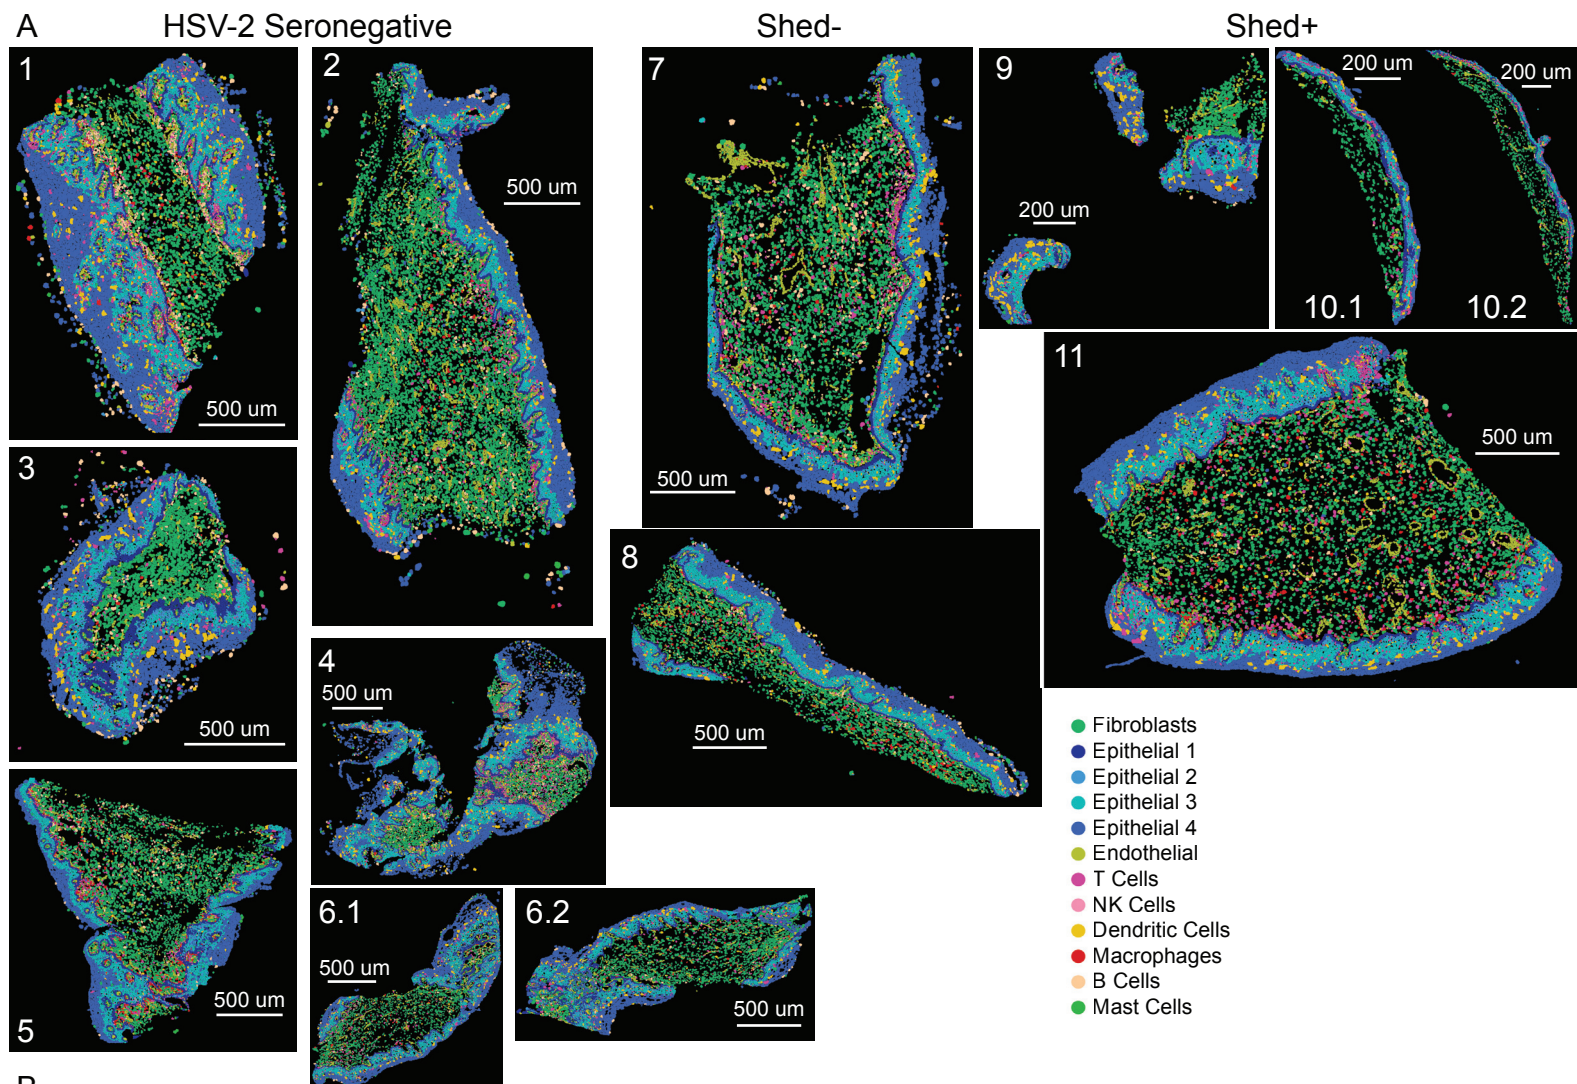 A
HSV-2 Seronegative
Shed-
Shed+
1
500 um
2
500 um
3
500 um
4
500 um
5
500 um
6.1
500 um
6.2
500 um
7
500 um
8
500 um
9
200 um
200 um
10.1
200 um
10.2
11
500 um
Fibroblasts
Epithelial 1
Epithelial 2
Epithelial 3
Epithelial 4
Endothelial
T Cells
NK Cells
Dendritic Cells
Macrophages
B Cells
Mast Cells